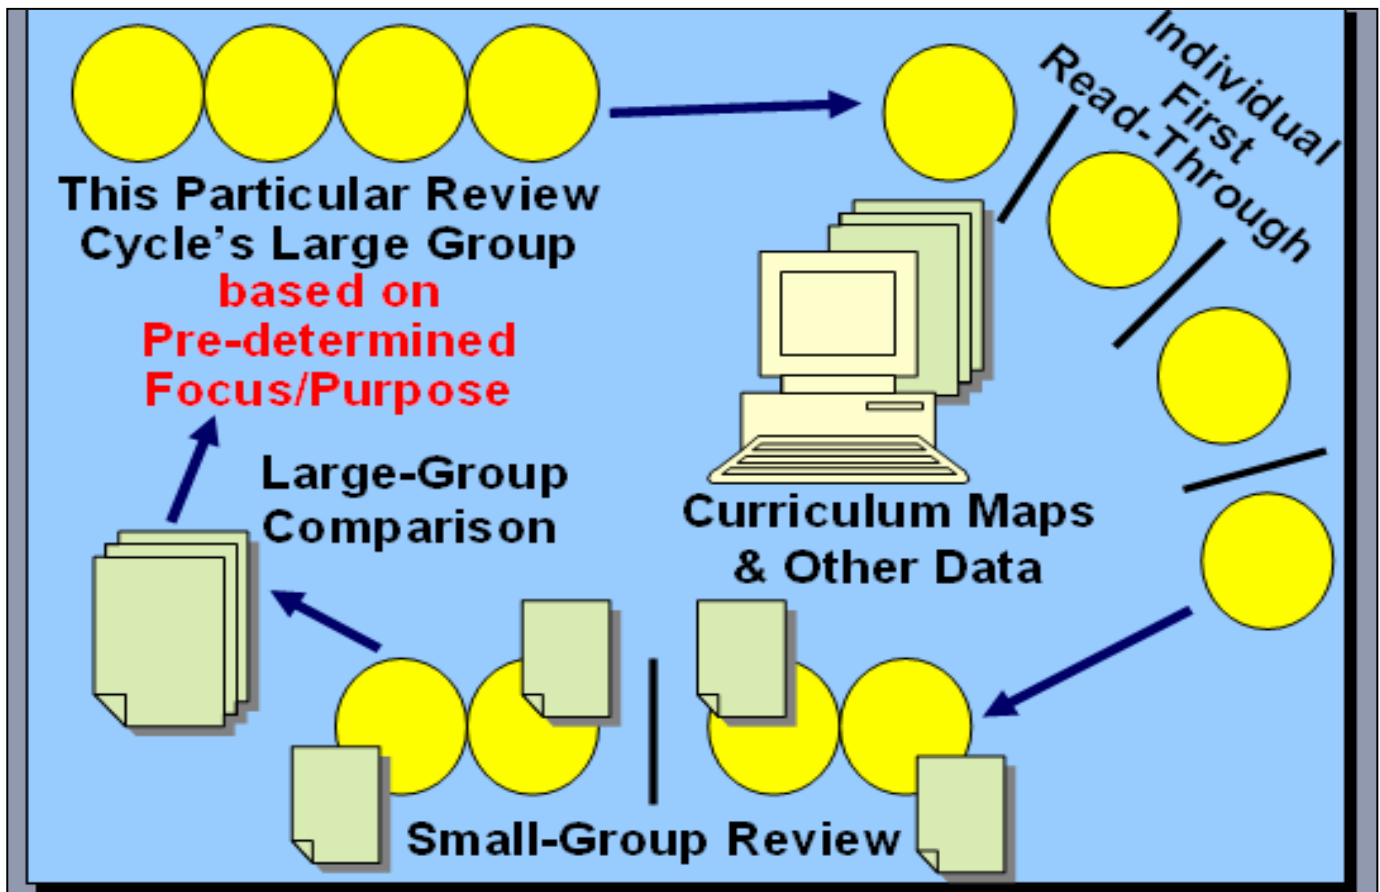 This Particular Review
Cycle's Large Group
based on
Pre-determined
Focus/Purpose
Individual
First
Read-Through
Curriculum Maps
& Other Data
Small-Group Review
Large-Group
Comparison